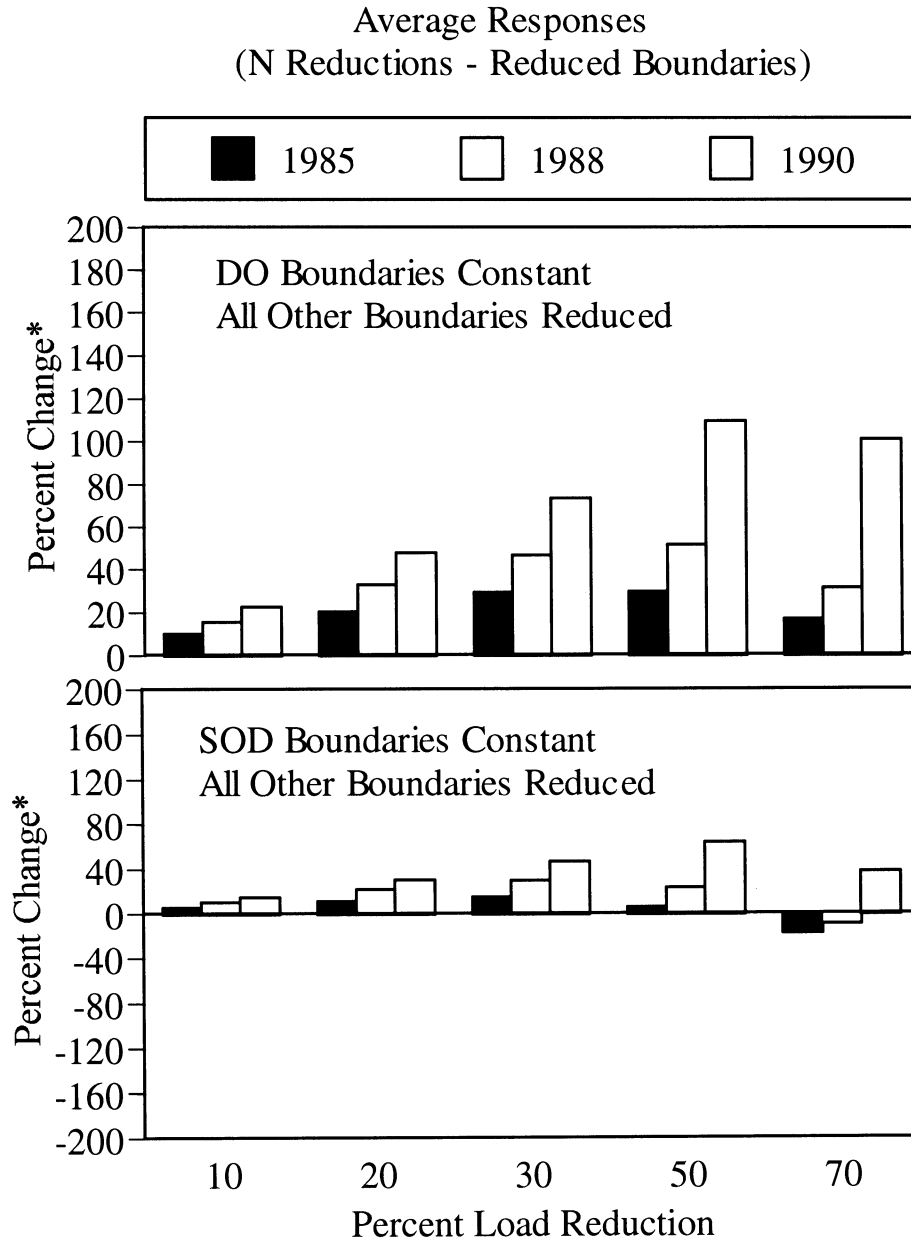 Average Responses
(N Reductions - Reduced Boundaries)
1985 1988 1990
200
180
160
140
120
100
80
60
40
20
0
Percent Change*
DO Boundaries Constant
All Other Boundaries Reduced
200
160
120
80
40
0
-40
-80
-120
-160
-200
Percent Change*
SOD Boundaries Constant
All Other Boundaries Reduced
10 20 30 50 70
Percent Load Reduction